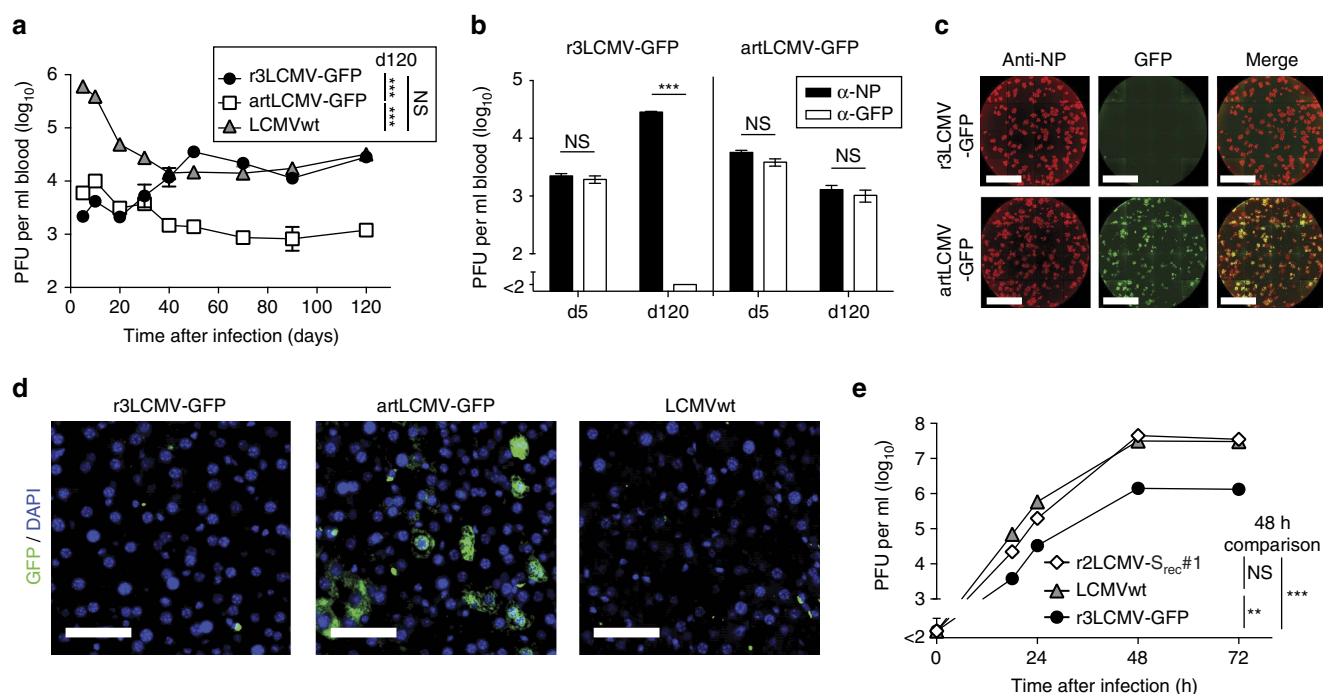 a
PFU per ml blood (log10)
6
5
4
3
2
0
20
40
60
80
100
120
Time after infection (days)
d120
r3LCMV-GFP
artLCMV-GFP
LCMVwt
***
***
NS
b
r3LCMV-GFP
artLCMV-GFP
PFU per ml blood (log10)
5
4
3
2
<2
NS
***
NS
NS
α-NP
α-GFP
d5
d120
d5
d120
c
Anti-NP
GFP
Merge
r3LCMV
-GFP
artLCMV
-GFP
d
r3LCMV-GFP
artLCMV-GFP
LCMVwt
GFP / DAPI
e
PFU per ml (log10)
8
7
6
5
4
3
<2
0
24
48
72
Time after infection (h)
r2LCMV-Srec#1
LCMVwt
r3LCMV-GFP
48 h
comparison
NS
**
***